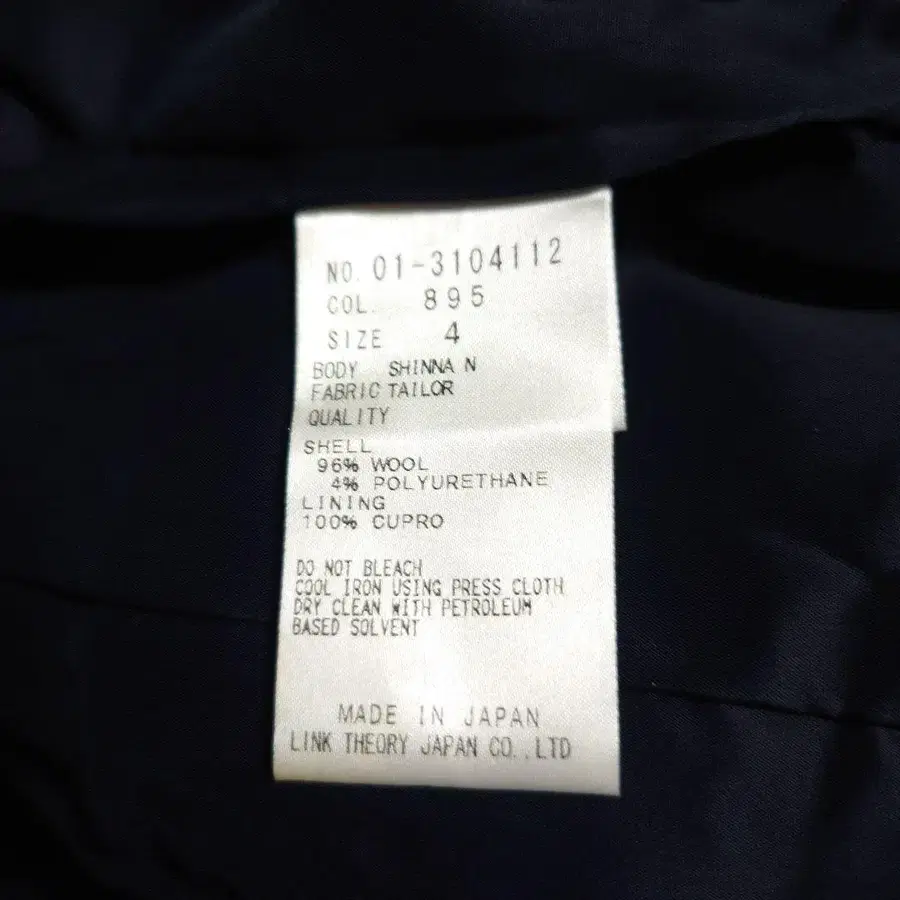 NO. 01-3104112
COL. 895
SIZE 4
BODY SHINNA N
FABRIC TAILOR
QUALITY
SHELL
96% WOOL
4% POLYURETHANE
LINING
100% CUPRO
DO NOT BLEACH
COOL IRON USING PRESS CLOTH
DRY CLEAN WITH PETROLEUM
BASED SOLVENT
MADE IN JAPAN
LINK THEORY JAPAN CO.,LTD